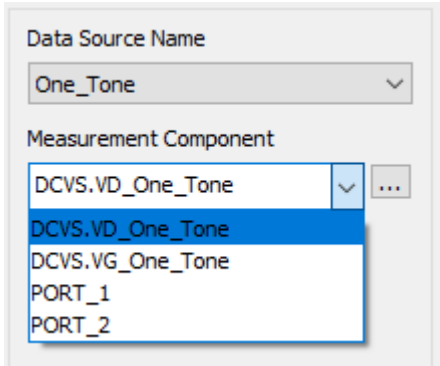 Data Source Name
One_Tone
Measurement Component
DCVS.VD_One_Tone
...
DCVS.VD_One_Tone
DCVS.VG_One_Tone
PORT_1
PORT_2